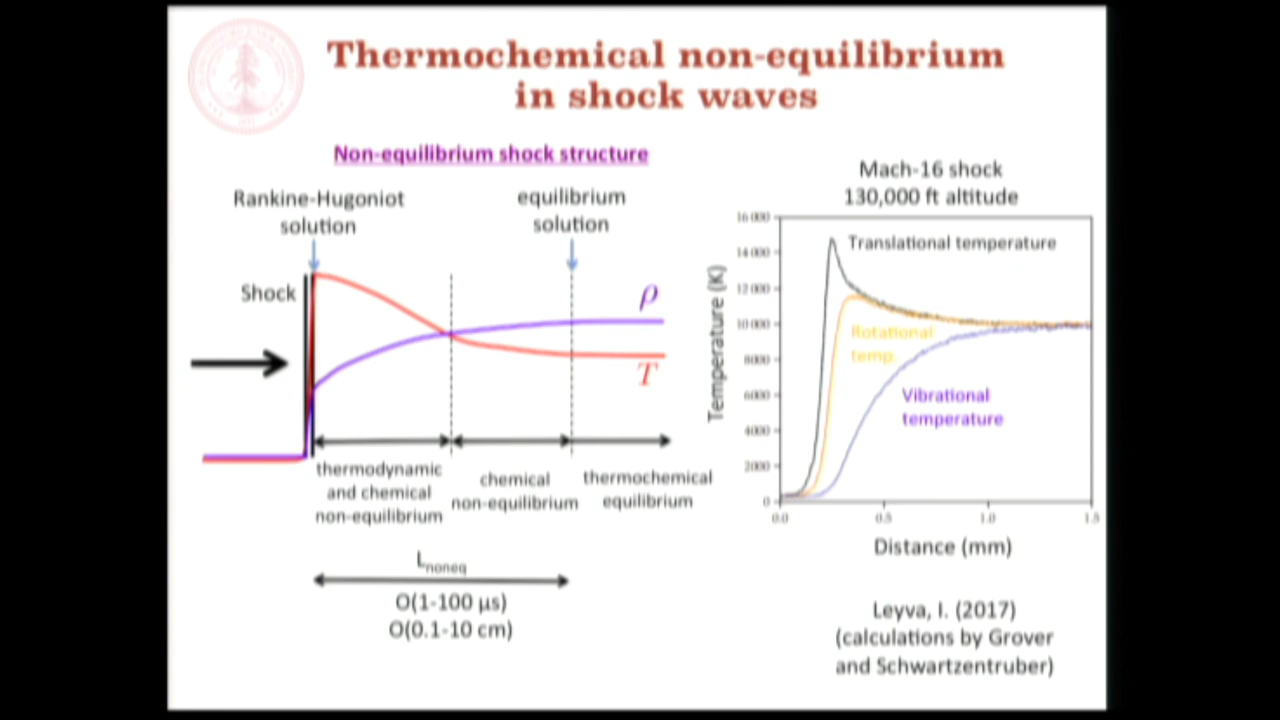 Thermochemical non-equilibrium
in shock waves
Non-equilibrium shock structure
Rankine-Hugoniot
solution
equilibrium
solution
Shock
ρ
T
thermodynamic
and chemical
non-equilibrium
chemical
non-equilibrium
thermochemical
equilibrium
Lnoneq
O(1-100 μs)
O(0.1-10 cm)
Mach-16 shock
130,000 ft altitude
Temperature (K)
16 000
14 000
12 000
10 000
8000
6000
4000
2000
0
Translational temperature
Rotational
temp.
Vibrational
temperature
0.0
0.5
1.0
1.5
Distance (mm)
Leyva, I. (2017)
(calculations by Grover
and Schwartzentruber)